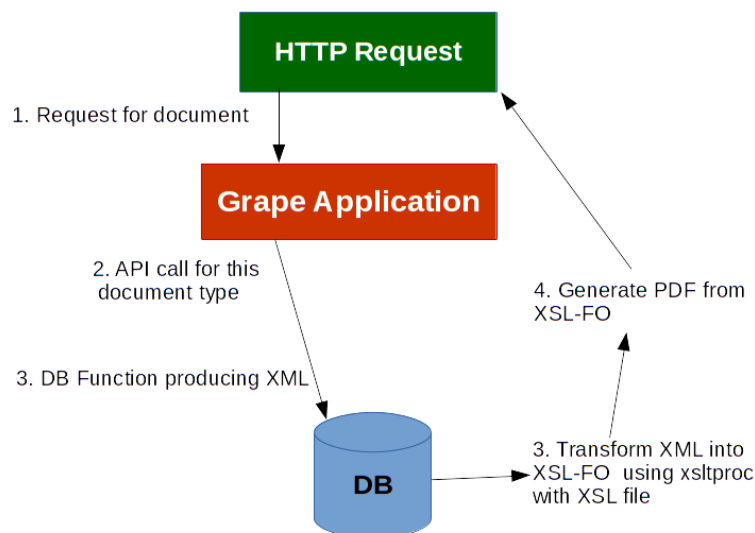 HTTP Request
1. Request for document
Grape Application
2. API call for this
document type
3. DB Function producing XML
DB
3. Transform XML into
XSL-FO using xsltproc
with XSL file
4. Generate PDF from
XSL-FO